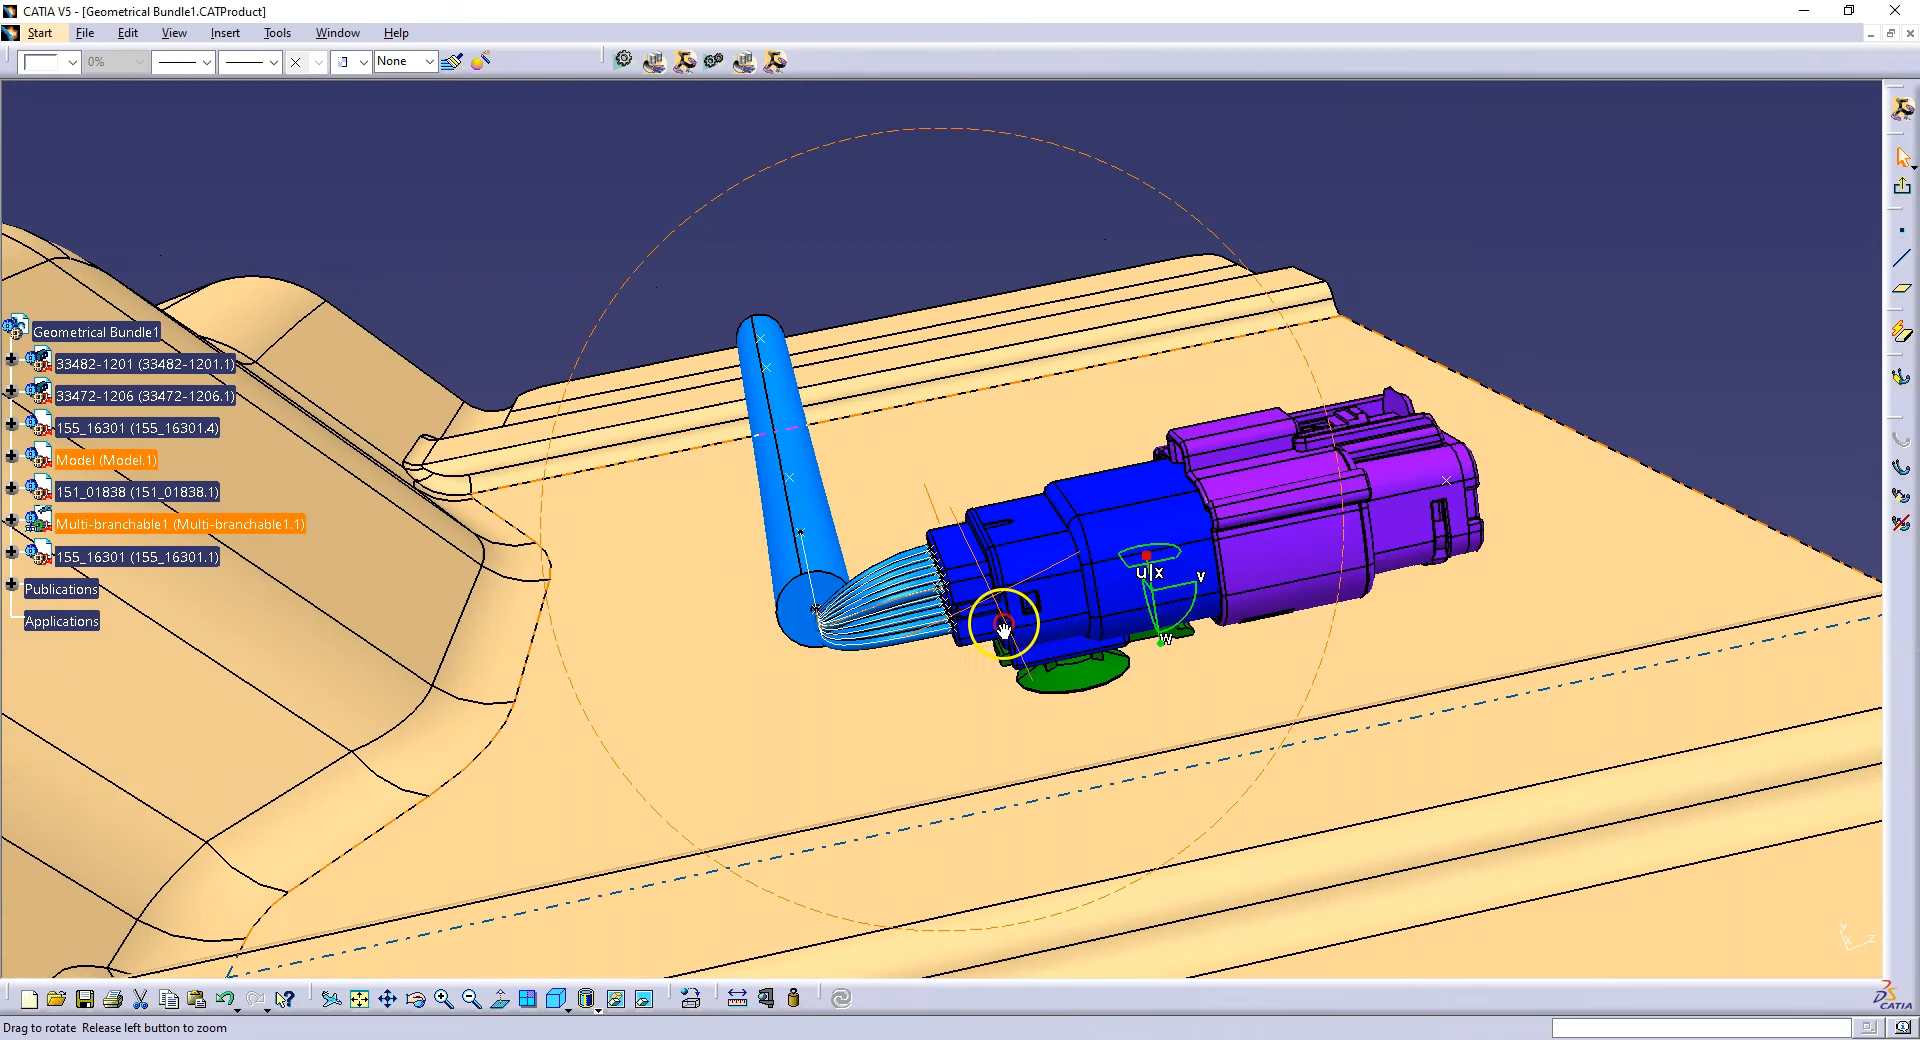 CATIA V5 - [Geometrical Bundle1.CATProduct]
Start File Edit View Insert Tools Window Help
0% None
Geometrical Bundle1
33482-1201 (33482-1201.1)
33472-1206 (33472-1206.1)
155_16301 (155_16301.4)
Model (Model.1)
151_01838 (151_01838.1)
Multi-branchable1 (Multi-branchable1.1)
155_16301 (155_16301.1)
Publications
Applications
u|x
v
w
y
x z
CATIA
Drag to rotate Release left button to zoom